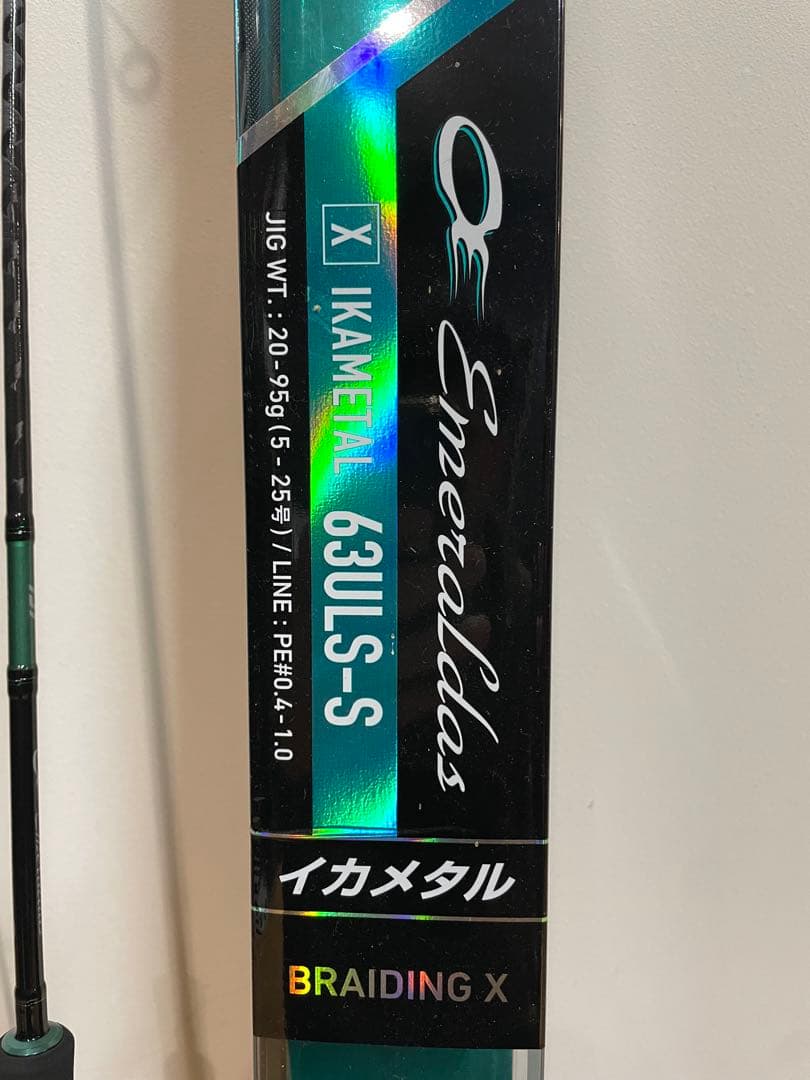 Emeraldas
X IKAMETAL 63ULS-S
JIG WT. : 20-95g (5-25号) / LINE : PE#0.4-1.0
イカメタル
BRAIDING X